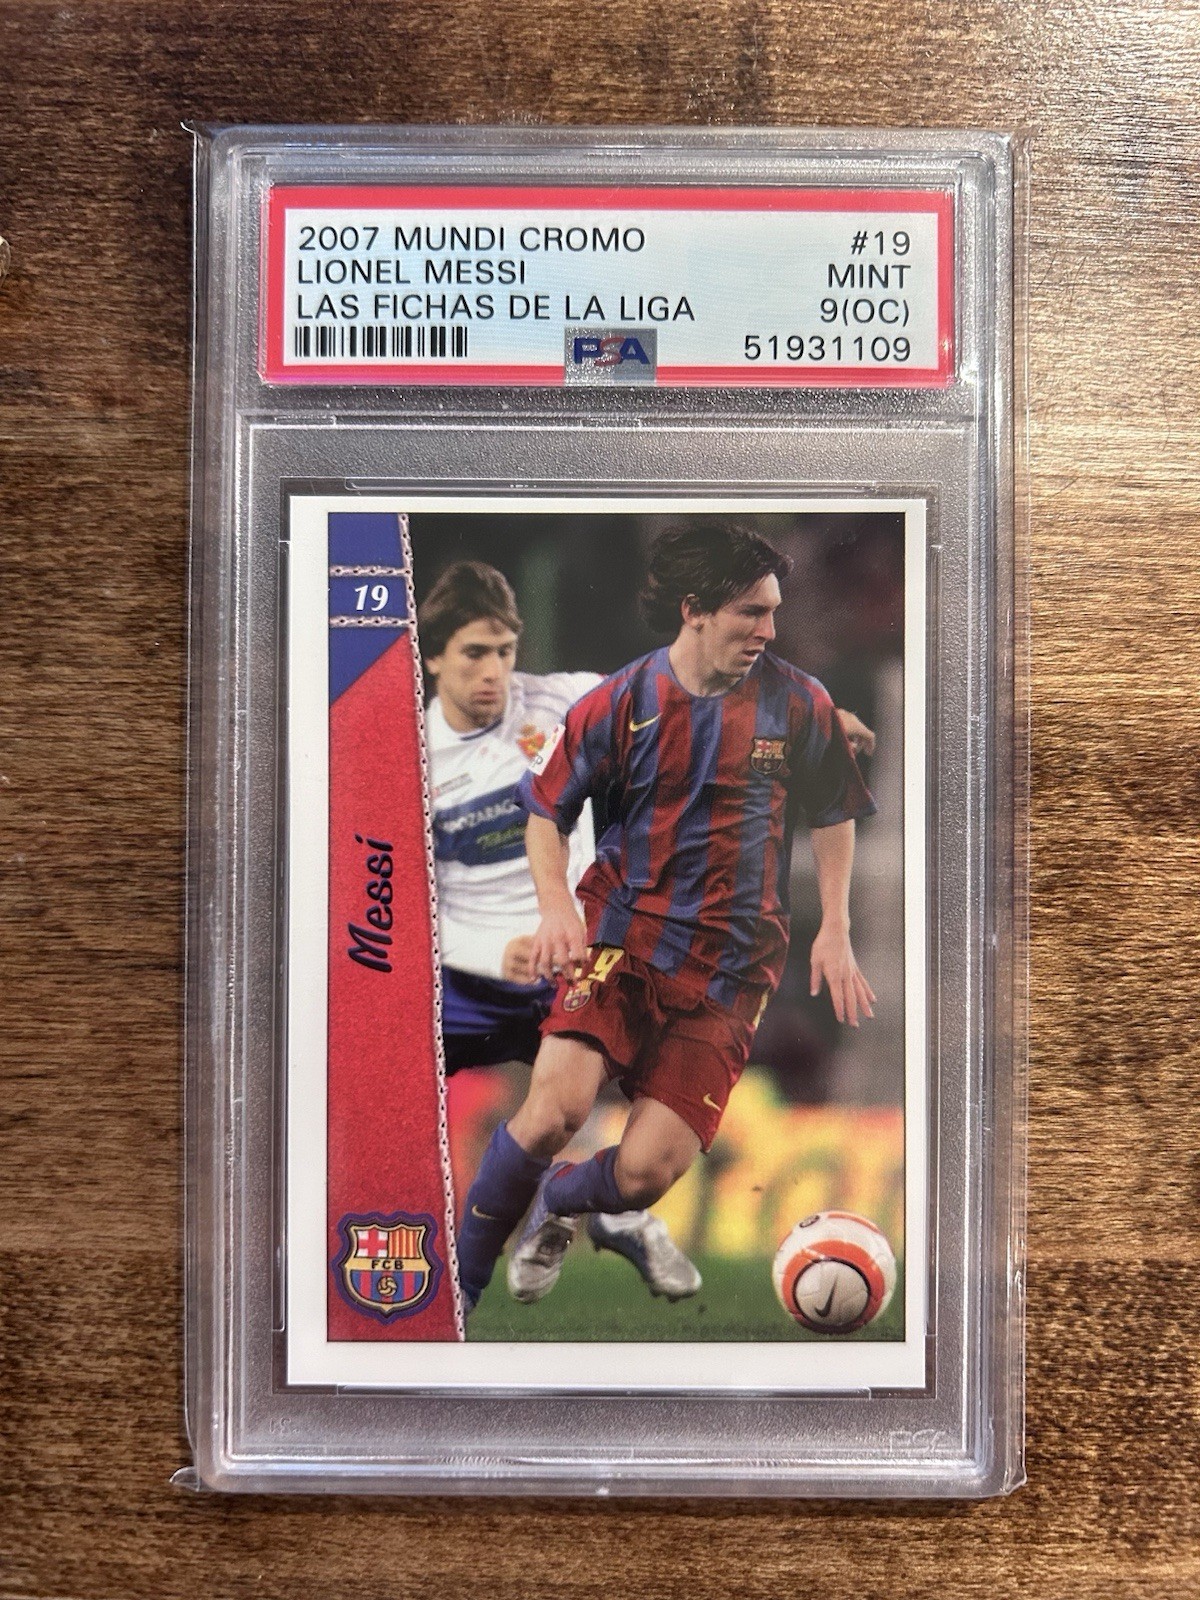 2007 MUNDI CROMO #19
LIONEL MESSI MINT
LAS FICHAS DE LA LIGA 9(OC)
PSA 51931109
19
Messi
FCB
19